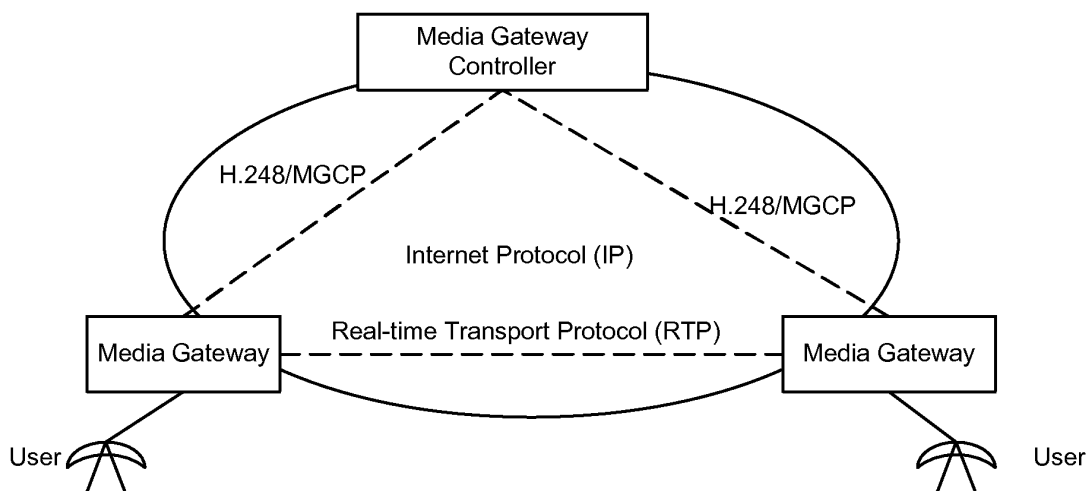 Media Gateway
Controller
H.248/MGCP
H.248/MGCP
Internet Protocol (IP)
Real-time Transport Protocol (RTP)
Media Gateway
Media Gateway
User
User